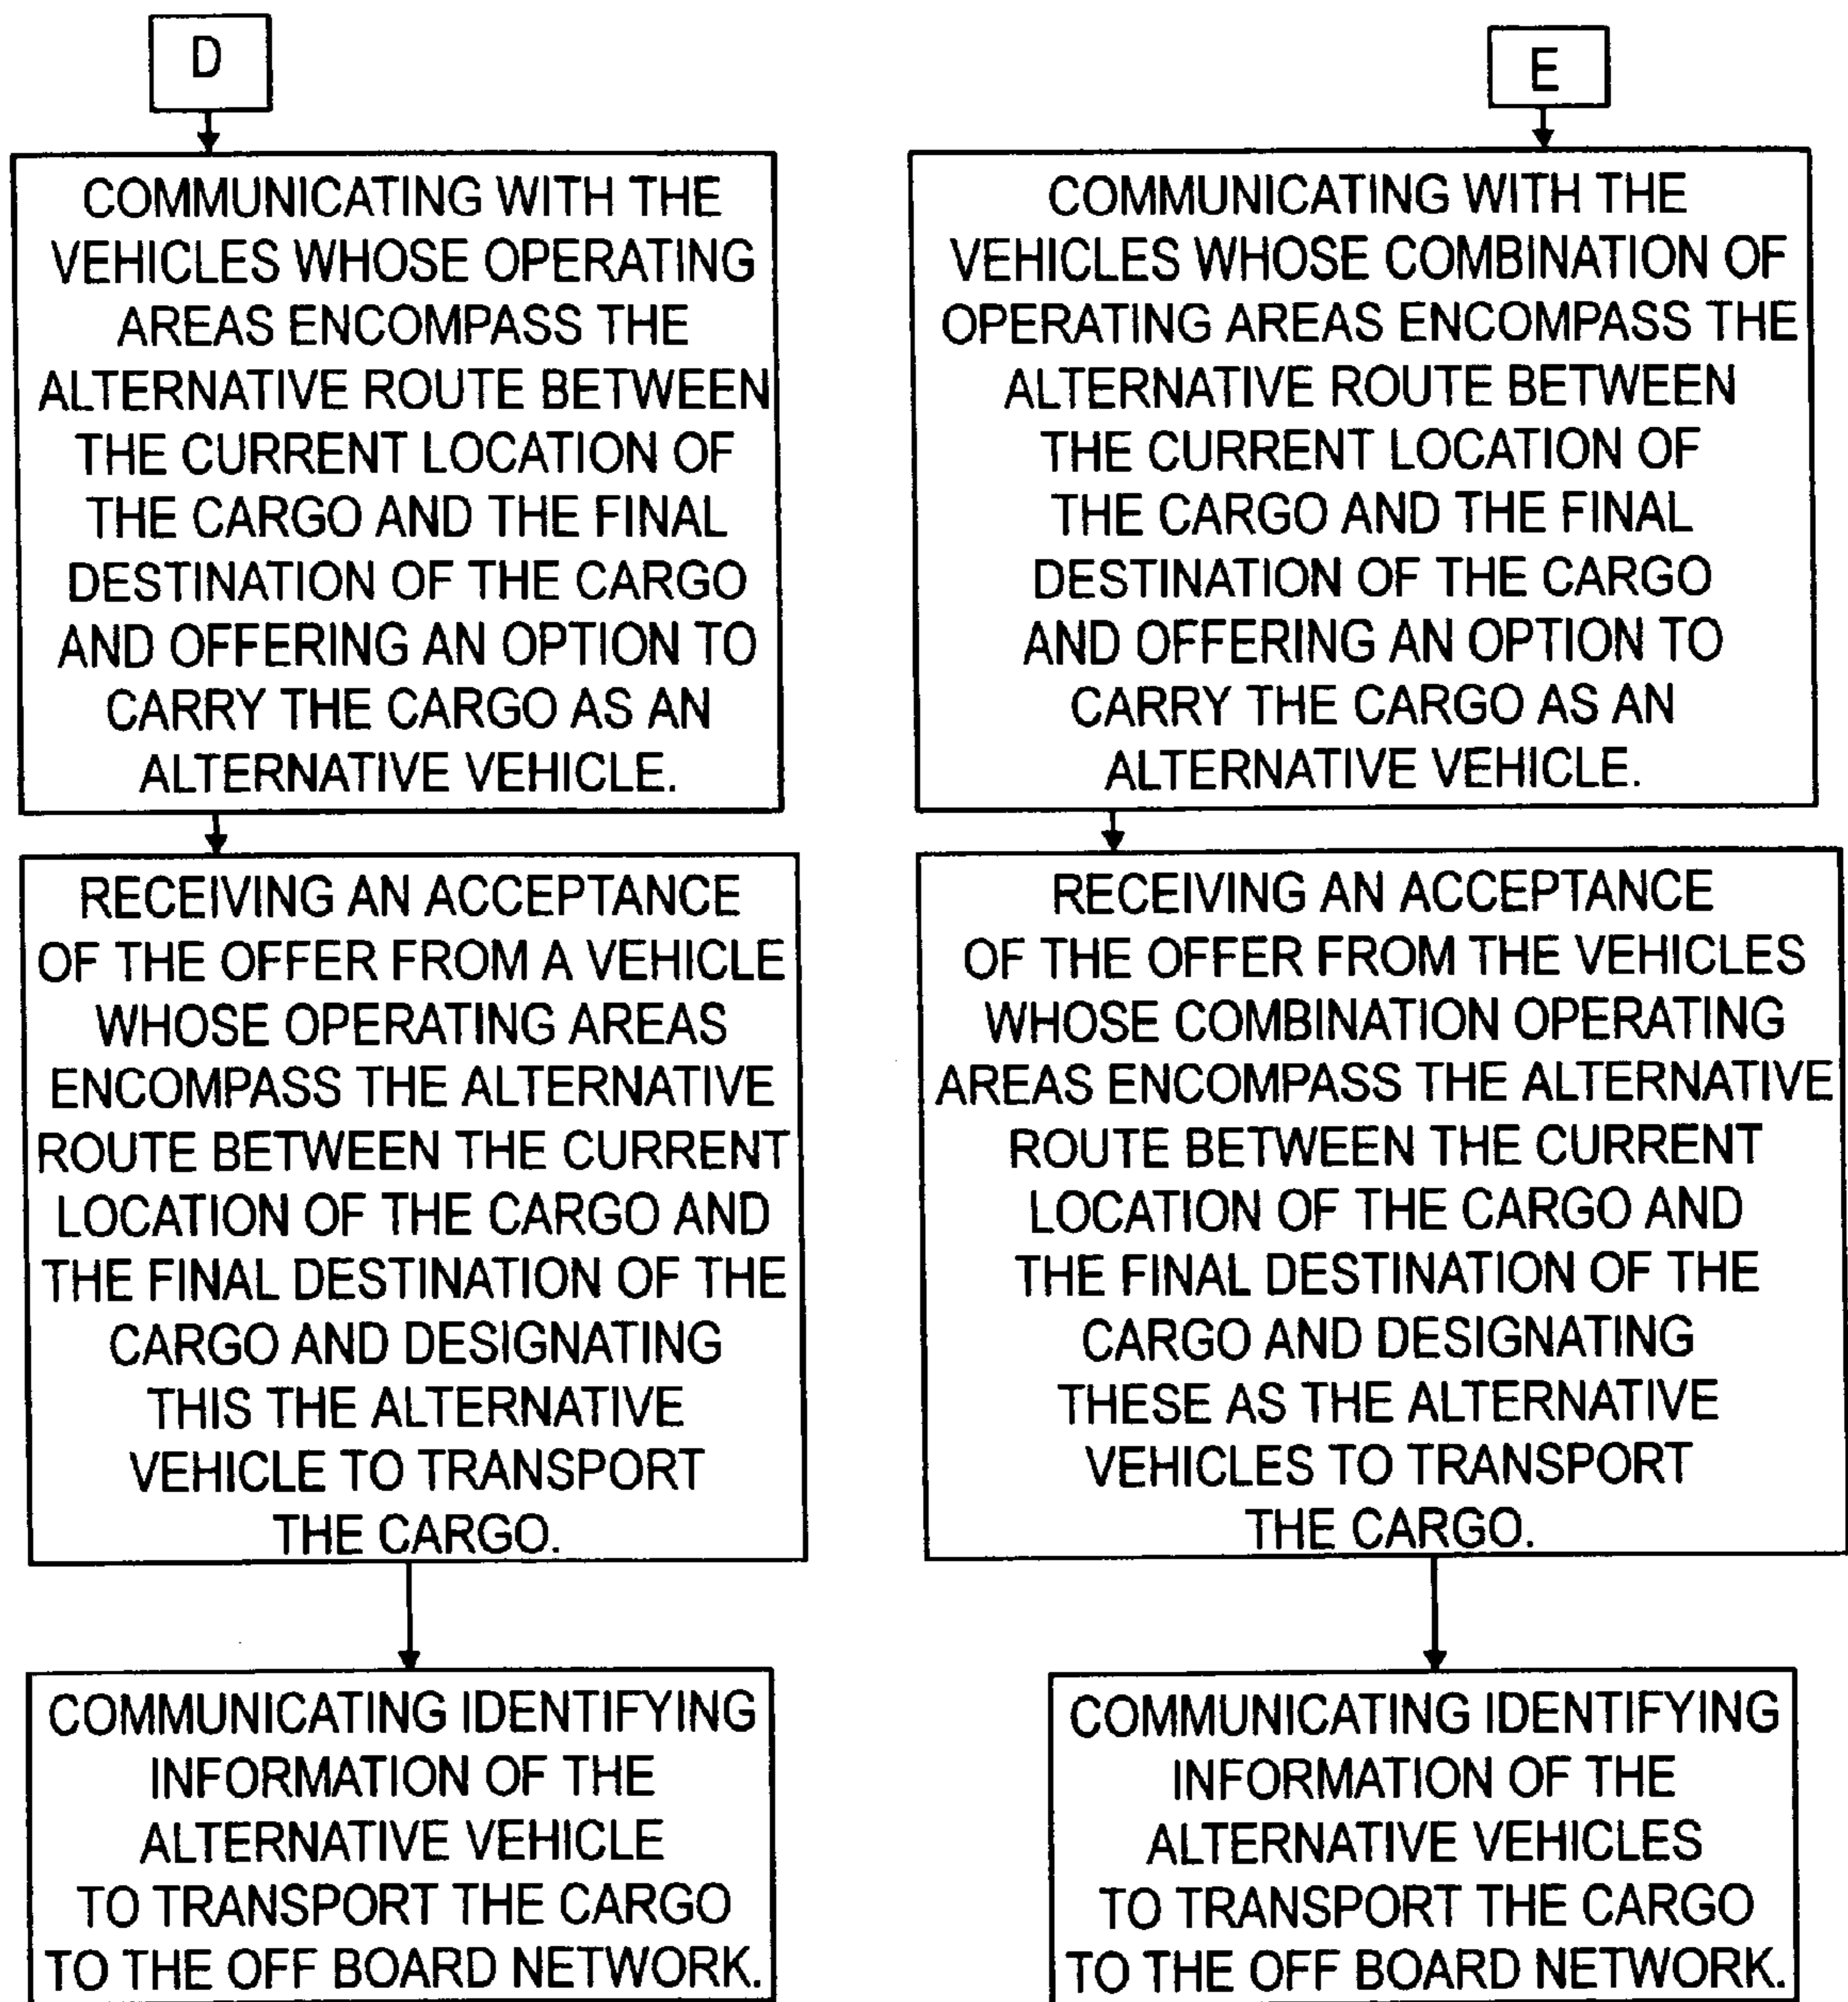 D
COMMUNICATING WITH THE
VEHICLES WHOSE OPERATING
AREAS ENCOMPASS THE
ALTERNATIVE ROUTE BETWEEN
THE CURRENT LOCATION OF
THE CARGO AND THE FINAL
DESTINATION OF THE CARGO
AND OFFERING AN OPTION TO
CARRY THE CARGO AS AN
ALTERNATIVE VEHICLE.
RECEIVING AN ACCEPTANCE
OF THE OFFER FROM A VEHICLE
WHOSE OPERATING AREAS
ENCOMPASS THE ALTERNATIVE
ROUTE BETWEEN THE CURRENT
LOCATION OF THE CARGO AND
THE FINAL DESTINATION OF THE
CARGO AND DESIGNATING
THIS THE ALTERNATIVE
VEHICLE TO TRANSPORT
THE CARGO.
COMMUNICATING IDENTIFYING
INFORMATION OF THE
ALTERNATIVE VEHICLE
TO TRANSPORT THE CARGO
TO THE OFF BOARD NETWORK.
E
COMMUNICATING WITH THE
VEHICLES WHOSE COMBINATION OF
OPERATING AREAS ENCOMPASS THE
ALTERNATIVE ROUTE BETWEEN
THE CURRENT LOCATION OF
THE CARGO AND THE FINAL
DESTINATION OF THE CARGO
AND OFFERING AN OPTION TO
CARRY THE CARGO AS AN
ALTERNATIVE VEHICLE.
RECEIVING AN ACCEPTANCE
OF THE OFFER FROM THE VEHICLES
WHOSE COMBINATION OPERATING
AREAS ENCOMPASS THE ALTERNATIVE
ROUTE BETWEEN THE CURRENT
LOCATION OF THE CARGO AND
THE FINAL DESTINATION OF THE
CARGO AND DESIGNATING
THESE AS THE ALTERNATIVE
VEHICLES TO TRANSPORT
THE CARGO.
COMMUNICATING IDENTIFYING
INFORMATION OF THE
ALTERNATIVE VEHICLES
TO TRANSPORT THE CARGO
TO THE OFF BOARD NETWORK.